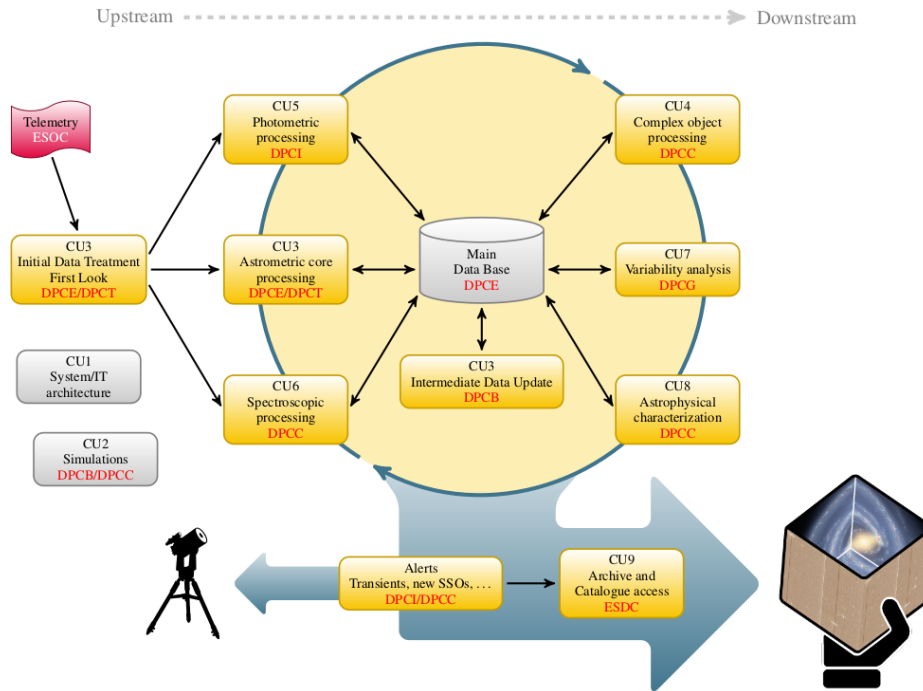 Upstream
Downstream
Telemetry
ESOC
CU5
Photometric
processing
DPCI
CU4
Complex object
processing
DPCC
CU3
Initial Data Treatment
First Look
DPCE/DPCT
CU3
Astrometric core
processing
DPCE/DPCT
Main
Data Base
DPCE
CU7
Variability analysis
DPCG
CU1
System/IT
architecture
CU6
Spectroscopic
processing
DPCC
CU3
Intermediate Data Update
DPCB
CU8
Astrophysical
characterization
DPCC
CU2
Simulations
DPCB/DPCC
Alerts
Transients, new SSOs, . . .
DPCI/DPCC
CU9
Archive and
Catalogue access
ESDC